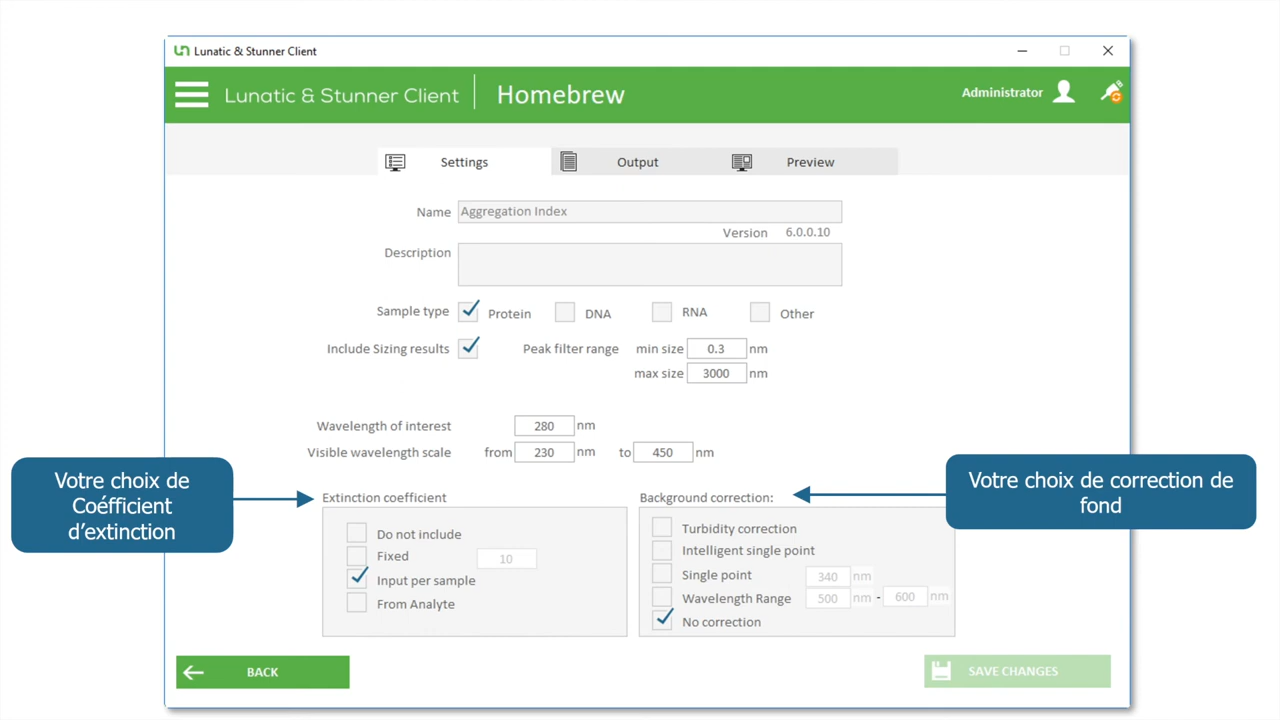 Lunatic & Stunner Client
Lunatic & Stunner Client Homebrew Administrator
Settings Output Preview
Name Aggregation Index
Version 6.0.0.10
Description
Sample type Protein DNA RNA Other
Include Sizing results Peak filter range min size 0.3 nm
max size 3000 nm
Wavelength of interest 280 nm
Visible wavelength scale from 230 nm to 450 nm
Votre choix de
Coéfficient
d'extinction
Extinction coefficient
Do not include
Fixed 10
Input per sample
From Analyte
Background correction:
Turbidity correction
Intelligent single point
Single point 340 nm
Wavelength Range 500 nm - 600 nm
No correction
Votre choix de correction de
fond
BACK SAVE CHANGES